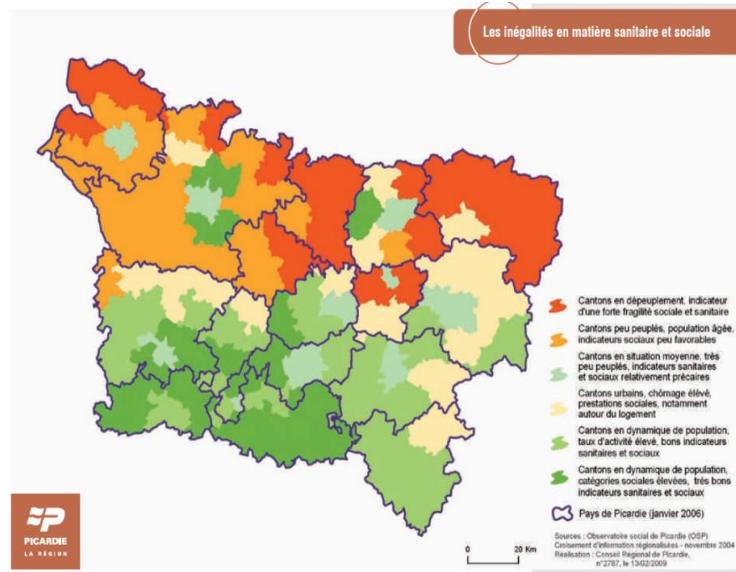 Les inégalités en matière sanitaire et sociale
Cantons en dépeuplement, indicateur
d'une forte fragilité sociale et sanitaire
Cantons peu peuplés, population âgée,
indicateurs sociaux peu favorables
Cantons en situation moyenne, très
peu peuplés, indicateurs sanitaires
et sociaux relativement précaires
Cantons urbains, chômage élévé,
prestations sociales, notamment
autour du logement
Cantons en dynamique de population,
taux d'activité élevé, bons indicateurs
sanitaires et sociaux
Cantons en dynamique de population,
catégories sociales élevées, très bons
indicateurs sanitaires et sociaux
Pays de Picardie (janvier 2006)
Sources : Observatoire social de Picardie (OSP)
Croisement d'information régionalisées - novembre 2004
Réalisation : Conseil Régional de Picardie,
n°2787, le 13/02/2009
0 20 Km
PICARDIE
LA RÉGION